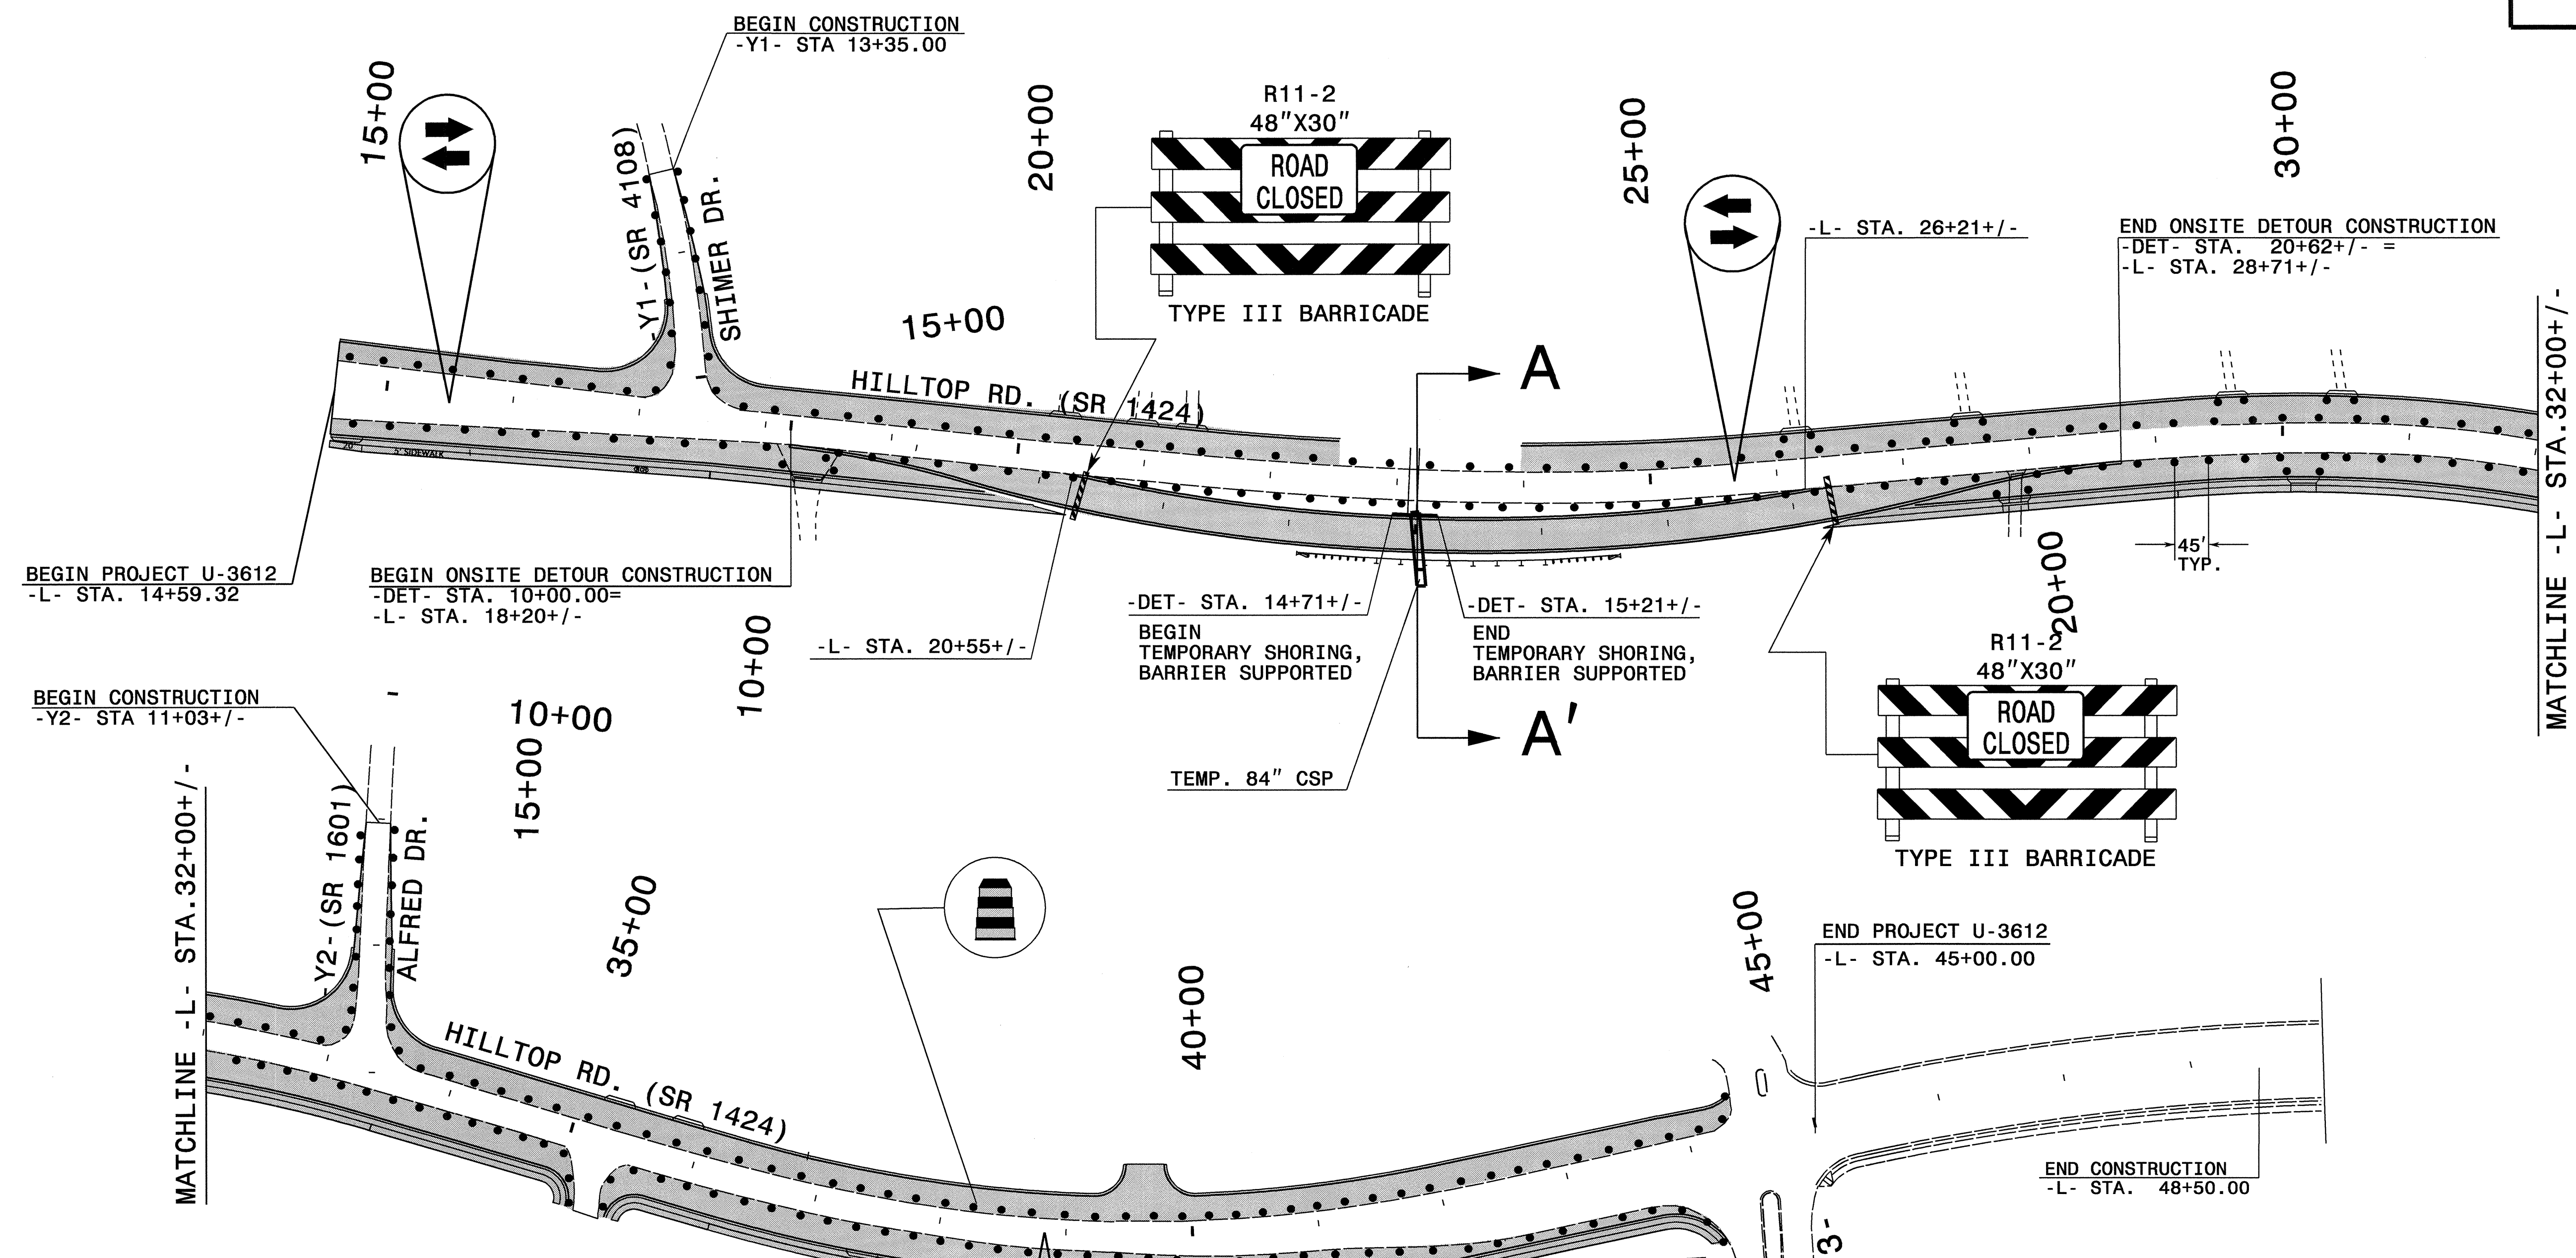 BEGIN CONSTRUCTION
-Y1- STA 13+35.00
15+00
-Y1-(SR 4108)
SHIMER DR.
20+00
R11-2
48"X30"
ROAD
CLOSED
TYPE III BARRICADE
25+00
30+00
-L- STA. 26+21+/-
END ONSITE DETOUR CONSTRUCTION
-DET- STA. 20+62+/- =
-L- STA. 28+71+/-
MATCHLINE -L- STA.32+00+/-
15+00
HILLTOP RD. (SR 1424)
A
20'
5' SIDEWALK
BEGIN PROJECT U-3612
-L- STA. 14+59.32
BEGIN ONSITE DETOUR CONSTRUCTION
-DET- STA. 10+00.00=
-L- STA. 18+20+/-
10+00
-L- STA. 20+55+/-
-DET- STA. 14+71+/-
BEGIN
TEMPORARY SHORING,
BARRIER SUPPORTED
-DET- STA. 15+21+/-
END
TEMPORARY SHORING,
BARRIER SUPPORTED
45'
TYP.
20+00
R11-2
48"X30"
ROAD
CLOSED
TYPE III BARRICADE
A'
TEMP. 84" CSP
BEGIN CONSTRUCTION
-Y2- STA 11+03+/-
10+00
15+00
MATCHLINE -L- STA.32+00+/-
-Y2-(SR 1601)
ALFRED DR.
35+00
HILLTOP RD. (SR 1424)
40+00
45+00
END PROJECT U-3612
-L- STA. 45+00.00
END CONSTRUCTION
-L- STA. 48+50.00
3-